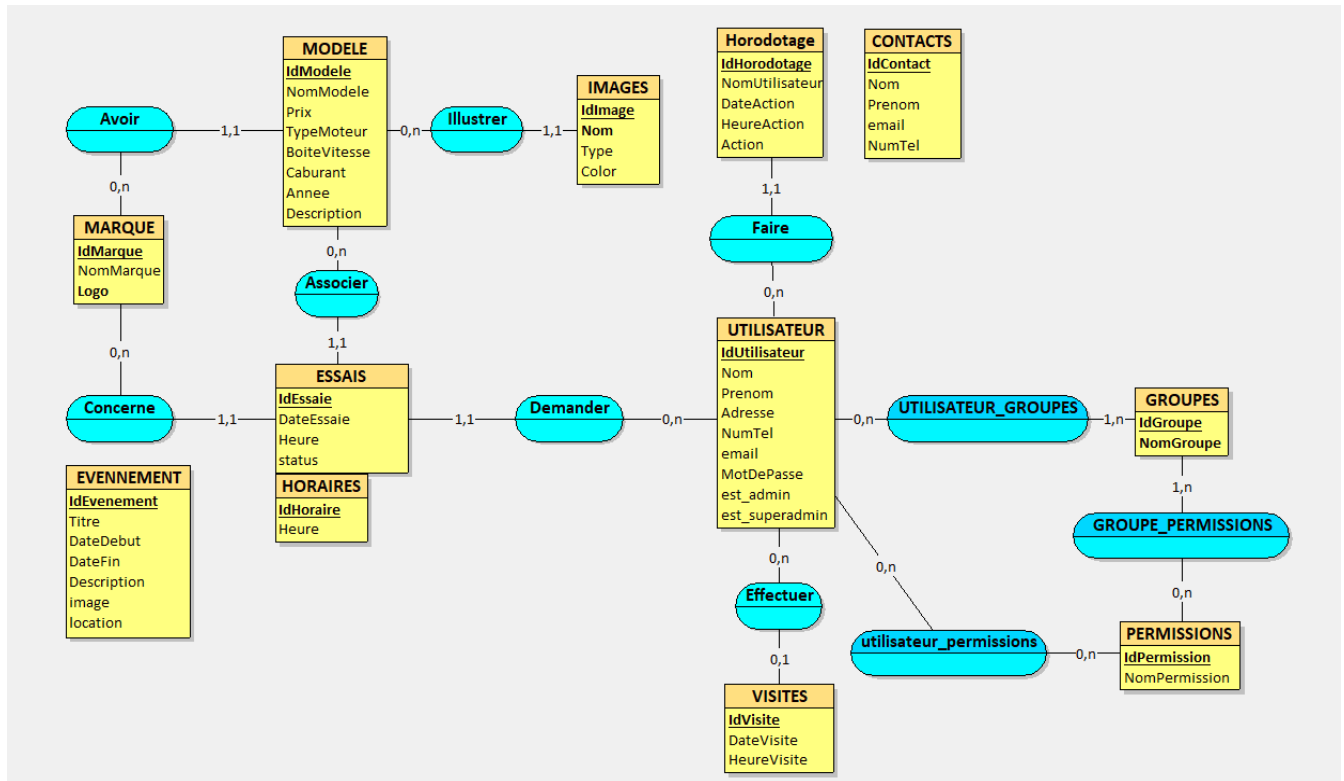 MODELE
IdModele
NomModele
Prix
TypeMoteur
BoiteVitesse
Caburant
Annee
Description
Avoir
1,1
0,n
Illustrer
1,1
IMAGES
IdImage
Nom
Type
Color
Horodotage
IdHorodotage
NomUtilisateur
DateAction
HeureAction
Action
CONTACTS
IdContact
Nom
Prenom
email
NumTel
0,n
MARQUE
IdMarque
NomMarque
Logo
0,n
Associer
1,1
1,1
Faire
0,n
0,n
Concerne
1,1
ESSAIS
IdEssaie
DateEssaie
Heure
status
1,1
Demander
0,n
UTILISATEUR
IdUtilisateur
Nom
Prenom
Adresse
NumTel
email
MotDePasse
est_admin
est_superadmin
0,n
UTILISATEUR_GROUPES
1,n
GROUPES
IdGroupe
NomGroupe
EVENNEMENT
IdEvenement
Titre
DateDebut
DateFin
Description
image
location
HORAIRES
IdHoraire
Heure
1,n
GROUPE_PERMISSIONS
0,n
0,n
Effectuer
0,1
0,n
utilisateur_permissions
0,n
PERMISSIONS
IdPermission
NomPermission
VISITES
IdVisite
DateVisite
HeureVisite